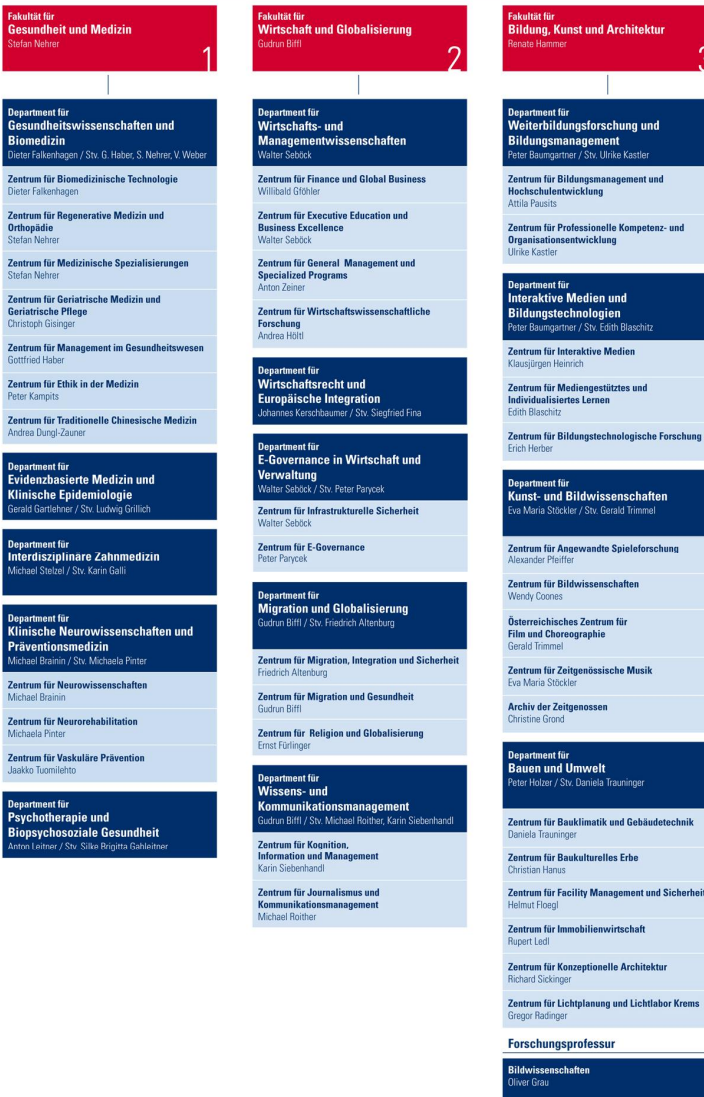 Fakultät für
Gesundheit und Medizin
Stefan Nehrer
1
Department für
Gesundheitswissenschaften und
Biomedizin
Dieter Falkenhagen / Stv. G. Haber, S. Nehrer, V. Weber
Zentrum für Biomedizinische Technologie
Dieter Falkenhagen
Zentrum für Regenerative Medizin und
Orthopädie
Stefan Nehrer
Zentrum für Medizinische Spezialisierungen
Stefan Nehrer
Zentrum für Geriatrische Medizin und
Geriatrische Pflege
Christoph Gisinger
Zentrum für Management im Gesundheitswesen
Gottfried Haber
Zentrum für Ethik in der Medizin
Peter Kampits
Zentrum für Traditionelle Chinesische Medizin
Andrea Dungl-Zauner
Department für
Evidenzbasierte Medizin und
Klinische Epidemiologie
Gerald Gartlehner / Stv. Ludwig Grillich
Department für
Interdisziplinäre Zahnmedizin
Michael Stelzel / Stv. Karin Galli
Department für
Klinische Neurowissenschaften und
Präventionsmedizin
Michael Brainin / Stv. Michaela Pinter
Zentrum für Neurowissenschaften
Michael Brainin
Zentrum für Neurorehabilitation
Michaela Pinter
Zentrum für Vaskuläre Prävention
Jaakko Tuomilehto
Department für
Psychotherapie und
Biopsychosoziale Gesundheit
Anton Leitner / Stv. Silke Brigitta Gahleitner
Fakultät für
Wirtschaft und Globalisierung
Gudrun Biffl
2
Department für
Wirtschafts- und
Managementwissenschaften
Walter Seböck
Zentrum für Finance und Global Business
Willibald Gföhler
Zentrum für Executive Education und
Business Excellence
Walter Seböck
Zentrum für General Management und
Specialized Programs
Anton Zeiner
Zentrum für Wirtschaftswissenschaftliche
Forschung
Andrea Höltl
Department für
Wirtschaftsrecht und
Europäische Integration
Johannes Kerschbaumer / Stv. Siegfried Fina
Department für
E-Governance in Wirtschaft und
Verwaltung
Walter Seböck / Stv. Peter Parycek
Zentrum für Infrastrukturelle Sicherheit
Walter Seböck
Zentrum für E-Governance
Peter Parycek
Department für
Migration und Globalisierung
Gudrun Biffl / Stv. Friedrich Altenburg
Zentrum für Migration, Integration und Sicherheit
Friedrich Altenburg
Zentrum für Migration und Gesundheit
Gudrun Biffl
Zentrum für Religion und Globalisierung
Ernst Fürlinger
Department für
Wissens- und
Kommunikationsmanagement
Gudrun Biffl / Stv. Michael Roither, Karin Siebenhandl
Zentrum für Kognition,
Information und Management
Karin Siebenhandl
Zentrum für Journalismus und
Kommunikationsmanagement
Michael Roither
Fakultät für
Bildung, Kunst und Architektur
Renate Hammer
3
Department für
Weiterbildungsforschung und
Bildungsmanagement
Peter Baumgartner / Stv. Ulrike Kastler
Zentrum für Bildungsmanagement und
Hochschulentwicklung
Attila Pausits
Zentrum für Professionelle Kompetenz- und
Organisationsentwicklung
Ulrike Kastler
Department für
Interaktive Medien und
Bildungstechnologien
Peter Baumgartner / Stv. Edith Blaschitz
Zentrum für Interaktive Medien
Klausjürgen Heinrich
Zentrum für Mediengestütztes und
Individualisiertes Lernen
Edith Blaschitz
Zentrum für Bildungstechnologische Forschung
Erich Herber
Department für
Kunst- und Bildwissenschaften
Eva Maria Stöckler / Stv. Gerald Trimmel
Zentrum für Angewandte Spieleforschung
Alexander Pfeiffer
Zentrum für Bildwissenschaften
Wendy Coones
Österreichisches Zentrum für
Film und Choreographie
Gerald Trimmel
Zentrum für Zeitgenössische Musik
Eva Maria Stöckler
Archiv der Zeitgenossen
Christine Grond
Department für
Bauen und Umwelt
Peter Holzer / Stv. Daniela Trauninger
Zentrum für Bauklimatik und Gebäudetechnik
Daniela Trauninger
Zentrum für Baukulturelles Erbe
Christian Hanus
Zentrum für Facility Management und Sicherheit
Helmut Floegl
Zentrum für Immobilienwirtschaft
Rupert Ledl
Zentrum für Konzeptionelle Architektur
Richard Sickinger
Zentrum für Lichtplanung und Lichtlabor Krems
Gregor Radinger
Forschungsprofessur
Bildwissenschaften
Oliver Grau